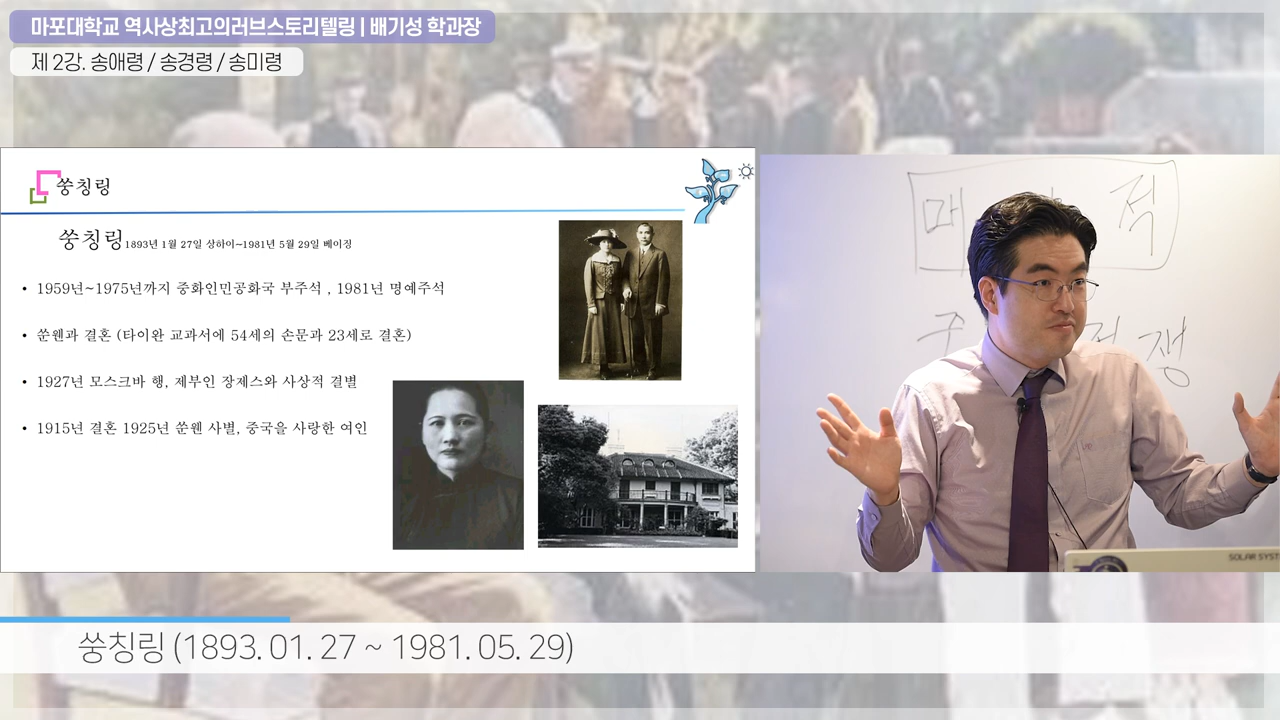 마포대학교 역사상최고의러브스토리텔링 | 배기성 학과장
제 2강. 송애령 / 송경령 / 송미령
쑹칭링
쑹칭링1893년 1월 27일 상하이~1981년 5월 29일 베이징
• 1959년~1975년까지 중화인민공화국 부주석 , 1981년 명예주석
• 쑨웬과 결혼 (타이완 교과서에 54세의 손문과 23세로 결혼)
• 1927년 모스크바 행, 제부인 장제스와 사상적 결별
• 1915년 결혼 1925년 쑨웬 사별, 중국을 사랑한 여인
매
적
쟁
SOLAR SYST
쑹칭링 (1893. 01. 27 ~ 1981. 05. 29)